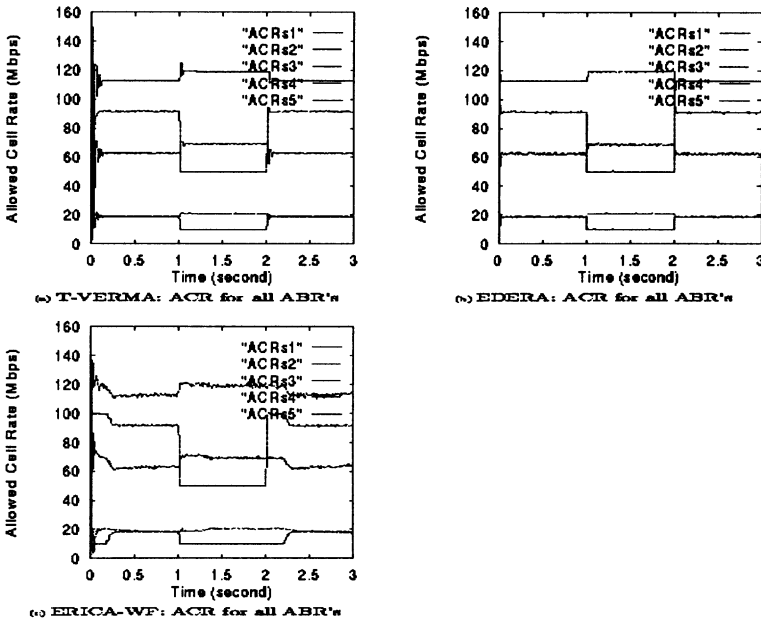 160
140
120
100
80
60
40
20
0
Allowed Cell Rate (Mbps)
"ACRs1"
"ACRs2"
"ACRs3"
"ACRs4"
"ACRs5"
0 0.5 1 1.5 2 2.5 3
Time (second)
(a) T-VERMA: ACR for all ABR's
160
140
120
100
80
60
40
20
0
Allowed Cell Rate (Mbps)
"ACRs1"
"ACRs2"
"ACRs3"
"ACRs4"
"ACRs5"
0 0.5 1 1.5 2 2.5 3
Time (second)
(b) EDERA: ACR for all ABR's
160
140
120
100
80
60
40
20
0
Allowed Cell Rate (Mbps)
"ACRs1"
"ACRs2"
"ACRs3"
"ACRs4"
"ACRs5"
0 0.5 1 1.5 2 2.5 3
Time (second)
(c) ERICA-WF: ACR for all ABR's